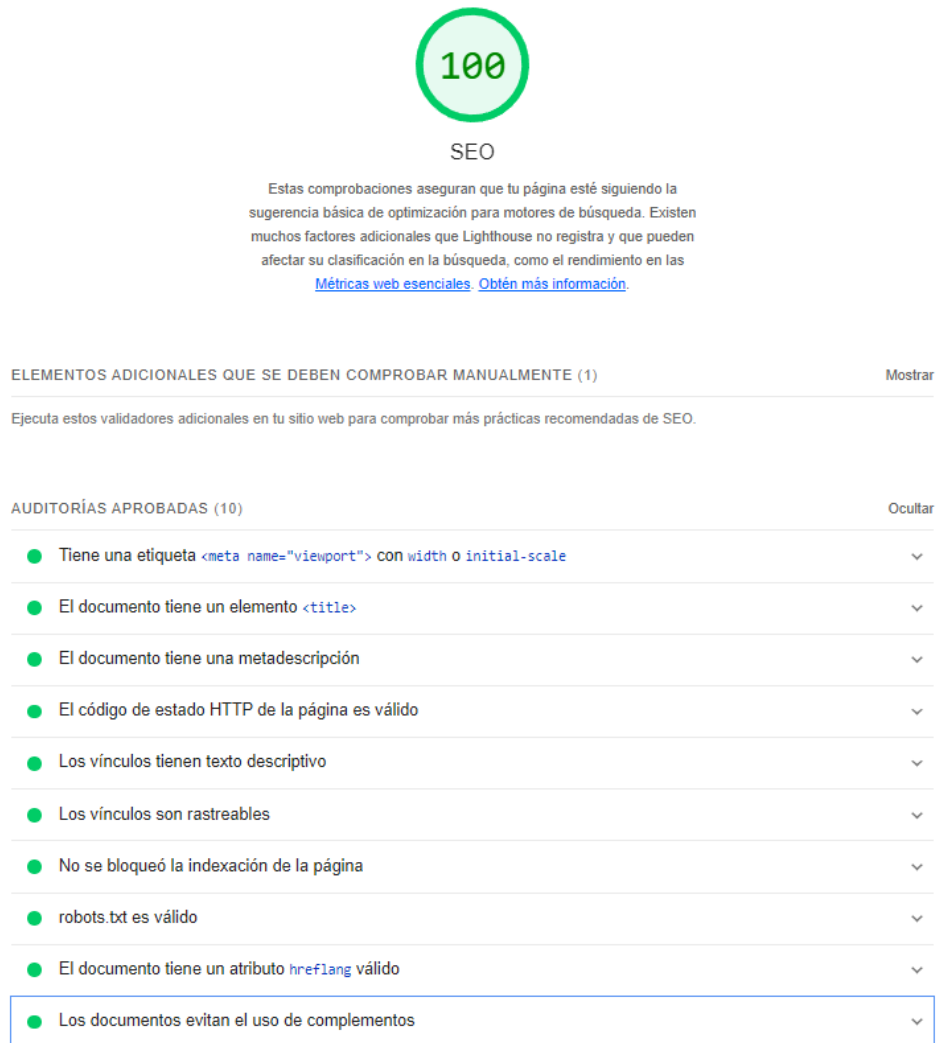 100
SEO
Estas comprobaciones aseguran que tu página esté siguiendo la
sugerencia básica de optimización para motores de búsqueda. Existen
muchos factores adicionales que Lighthouse no registra y que pueden
afectar su clasificación en la búsqueda, como el rendimiento en las
Métricas web esenciales. Obtén más información.
ELEMENTOS ADICIONALES QUE SE DEBEN COMPROBAR MANUALMENTE (1) Mostrar
Ejecuta estos validadores adicionales en tu sitio web para comprobar más prácticas recomendadas de SEO.
AUDITORÍAS APROBADAS (10) Ocultar
Tiene una etiqueta <meta name="viewport"> con width o initial-scale
El documento tiene un elemento <title>
El documento tiene una metadescripción
El código de estado HTTP de la página es válido
Los vínculos tienen texto descriptivo
Los vínculos son rastreables
No se bloqueó la indexación de la página
robots.txt es válido
El documento tiene un atributo hreflang válido
Los documentos evitan el uso de complementos